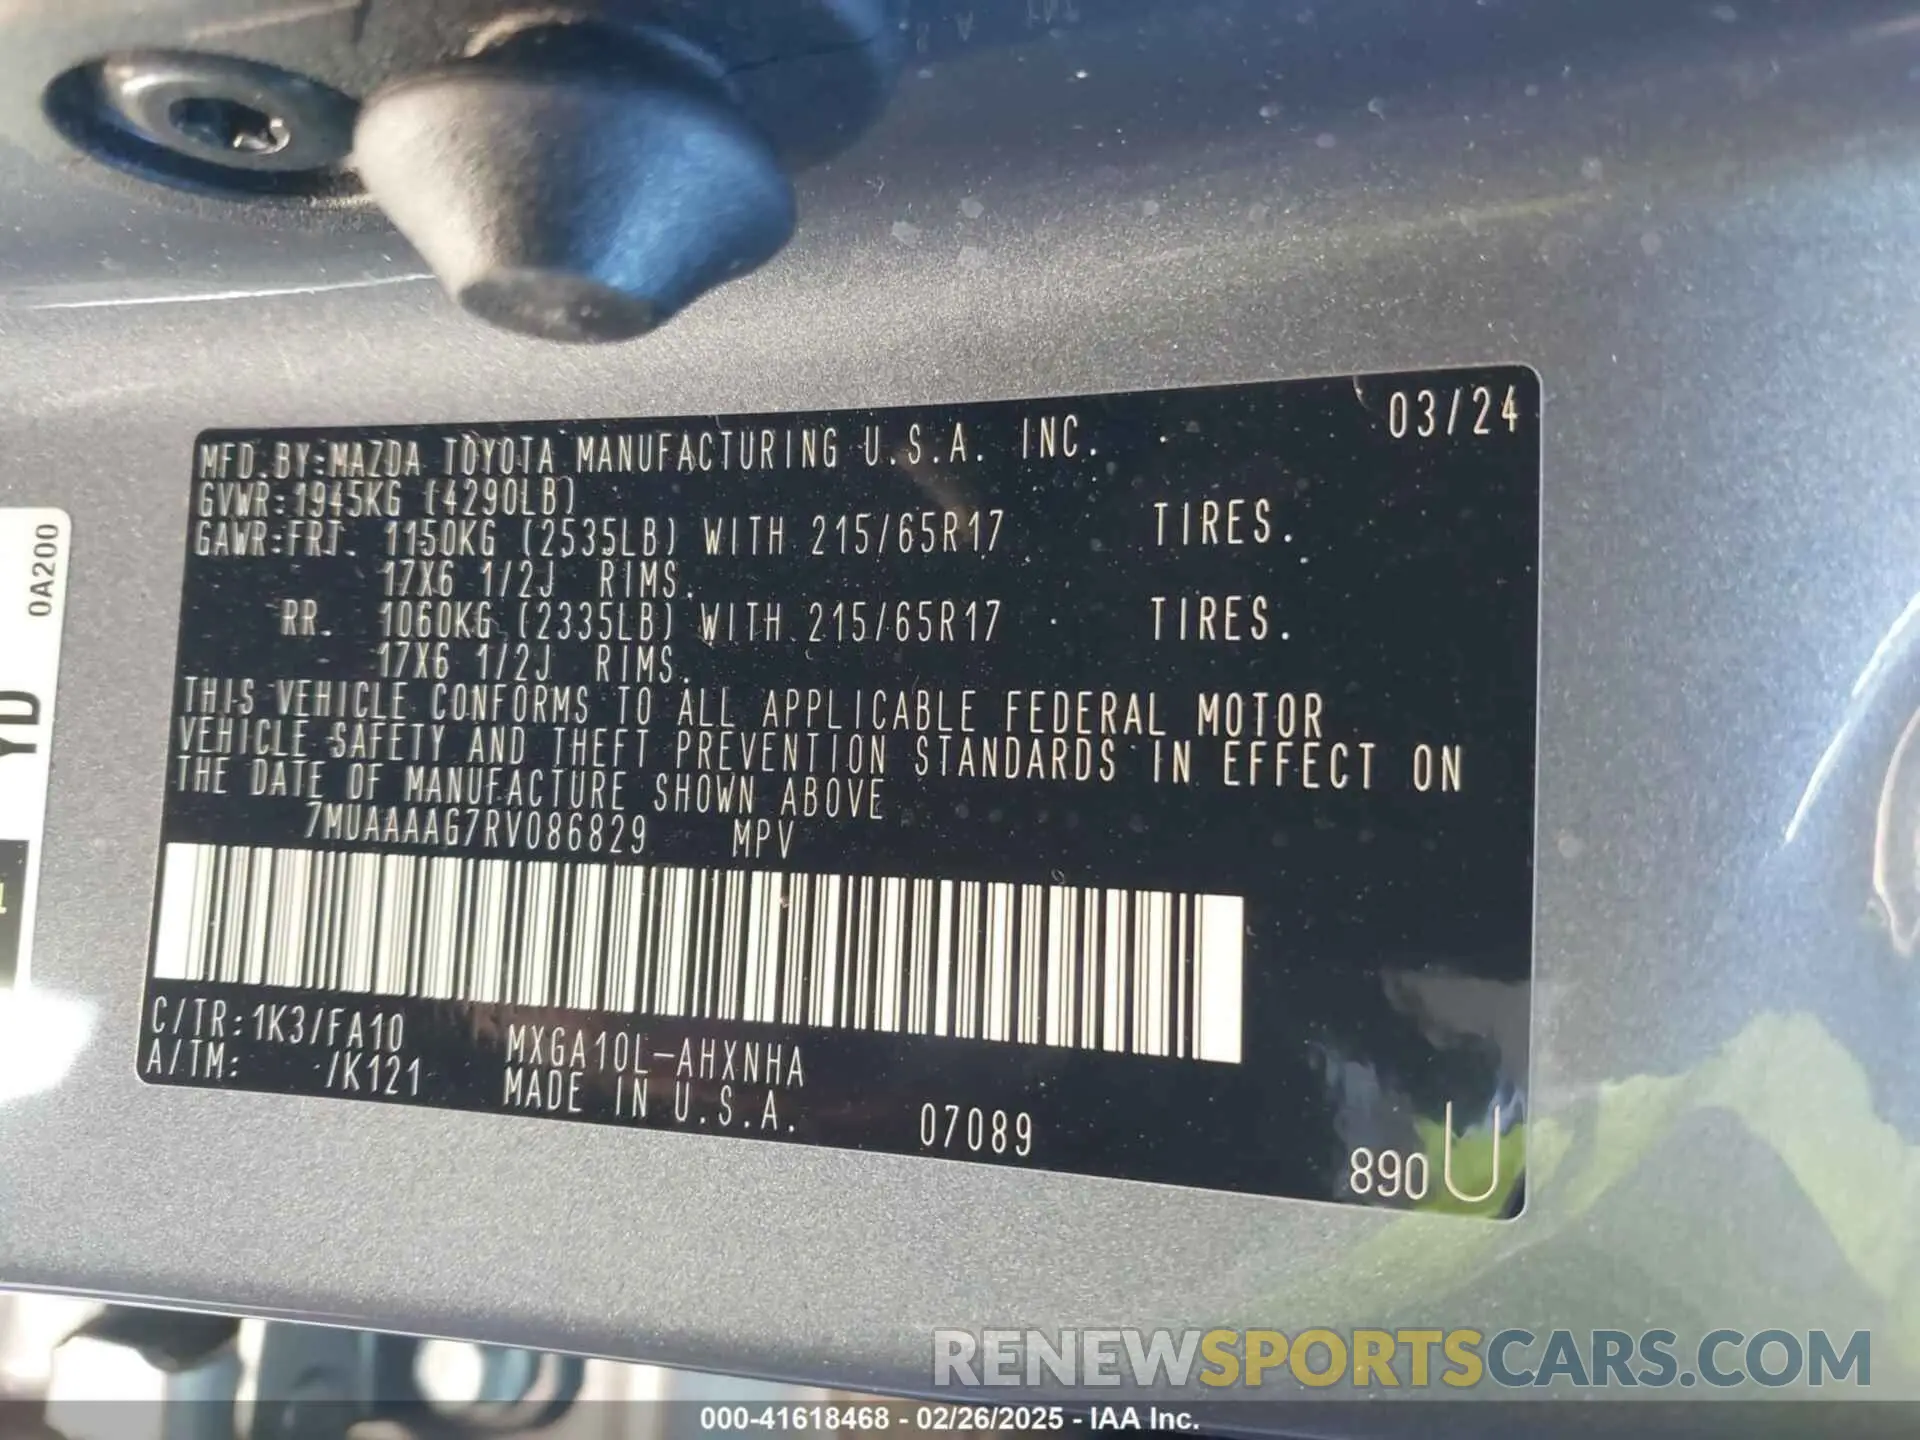 MFD.BY:MAZDA TOYOTA MANUFACTURING U.S.A. INC. 03/24
GVWR:1945KG (4290LB)
GAWR:FRT. 1150KG (2535LB) WITH 215/65R17 TIRES.
17X6 1/2J RIMS.
RR. 1060KG (2335LB) WITH 215/65R17 TIRES.
17X6 1/2J RIMS.
THIS VEHICLE CONFORMS TO ALL APPLICABLE FEDERAL MOTOR
VEHICLE SAFETY AND THEFT PREVENTION STANDARDS IN EFFECT ON
THE DATE OF MANUFACTURE SHOWN ABOVE
7MUAAAAG7RV086829 MPV
C/TR:1K3/FA10 MXGA10L-AHXNHA
A/TM: /K121 MADE IN U.S.A. 07089
890 U
0A200
YD
RENEWSPORTSCARS.COM
000-41618468 - 02/26/2025 - IAA Inc.